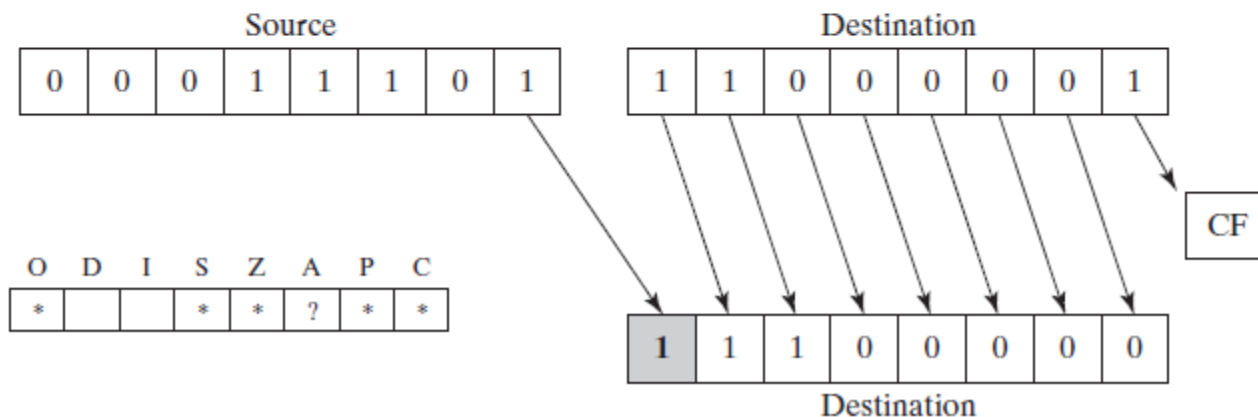 Source Destination
0 0 0 1 1 1 0 1 1 1 0 0 0 0 0 1
CF
O D I S Z A P C
* * * ? * *
1 1 1 0 0 0 0 0
Destination